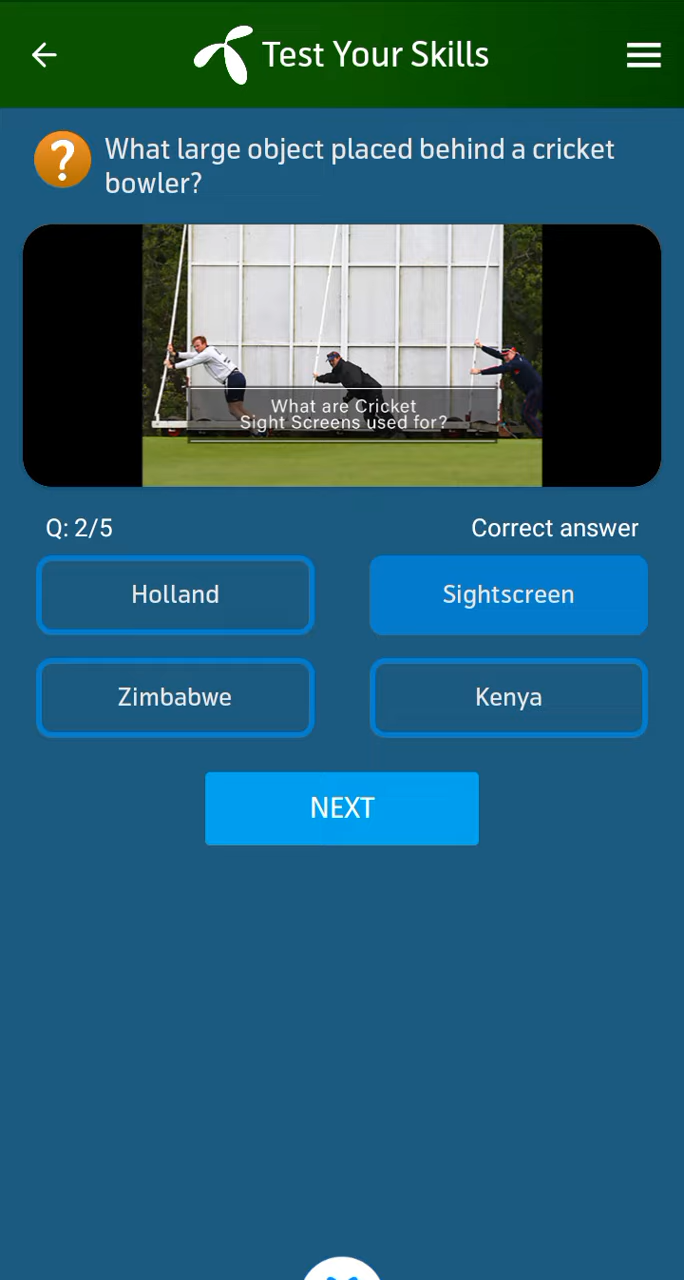 Test Your Skills
What large object placed behind a cricket
bowler?
What are Cricket
Sight Screens used for?
Q: 2/5
Correct answer
Holland
Sightscreen
Zimbabwe
Kenya
NEXT